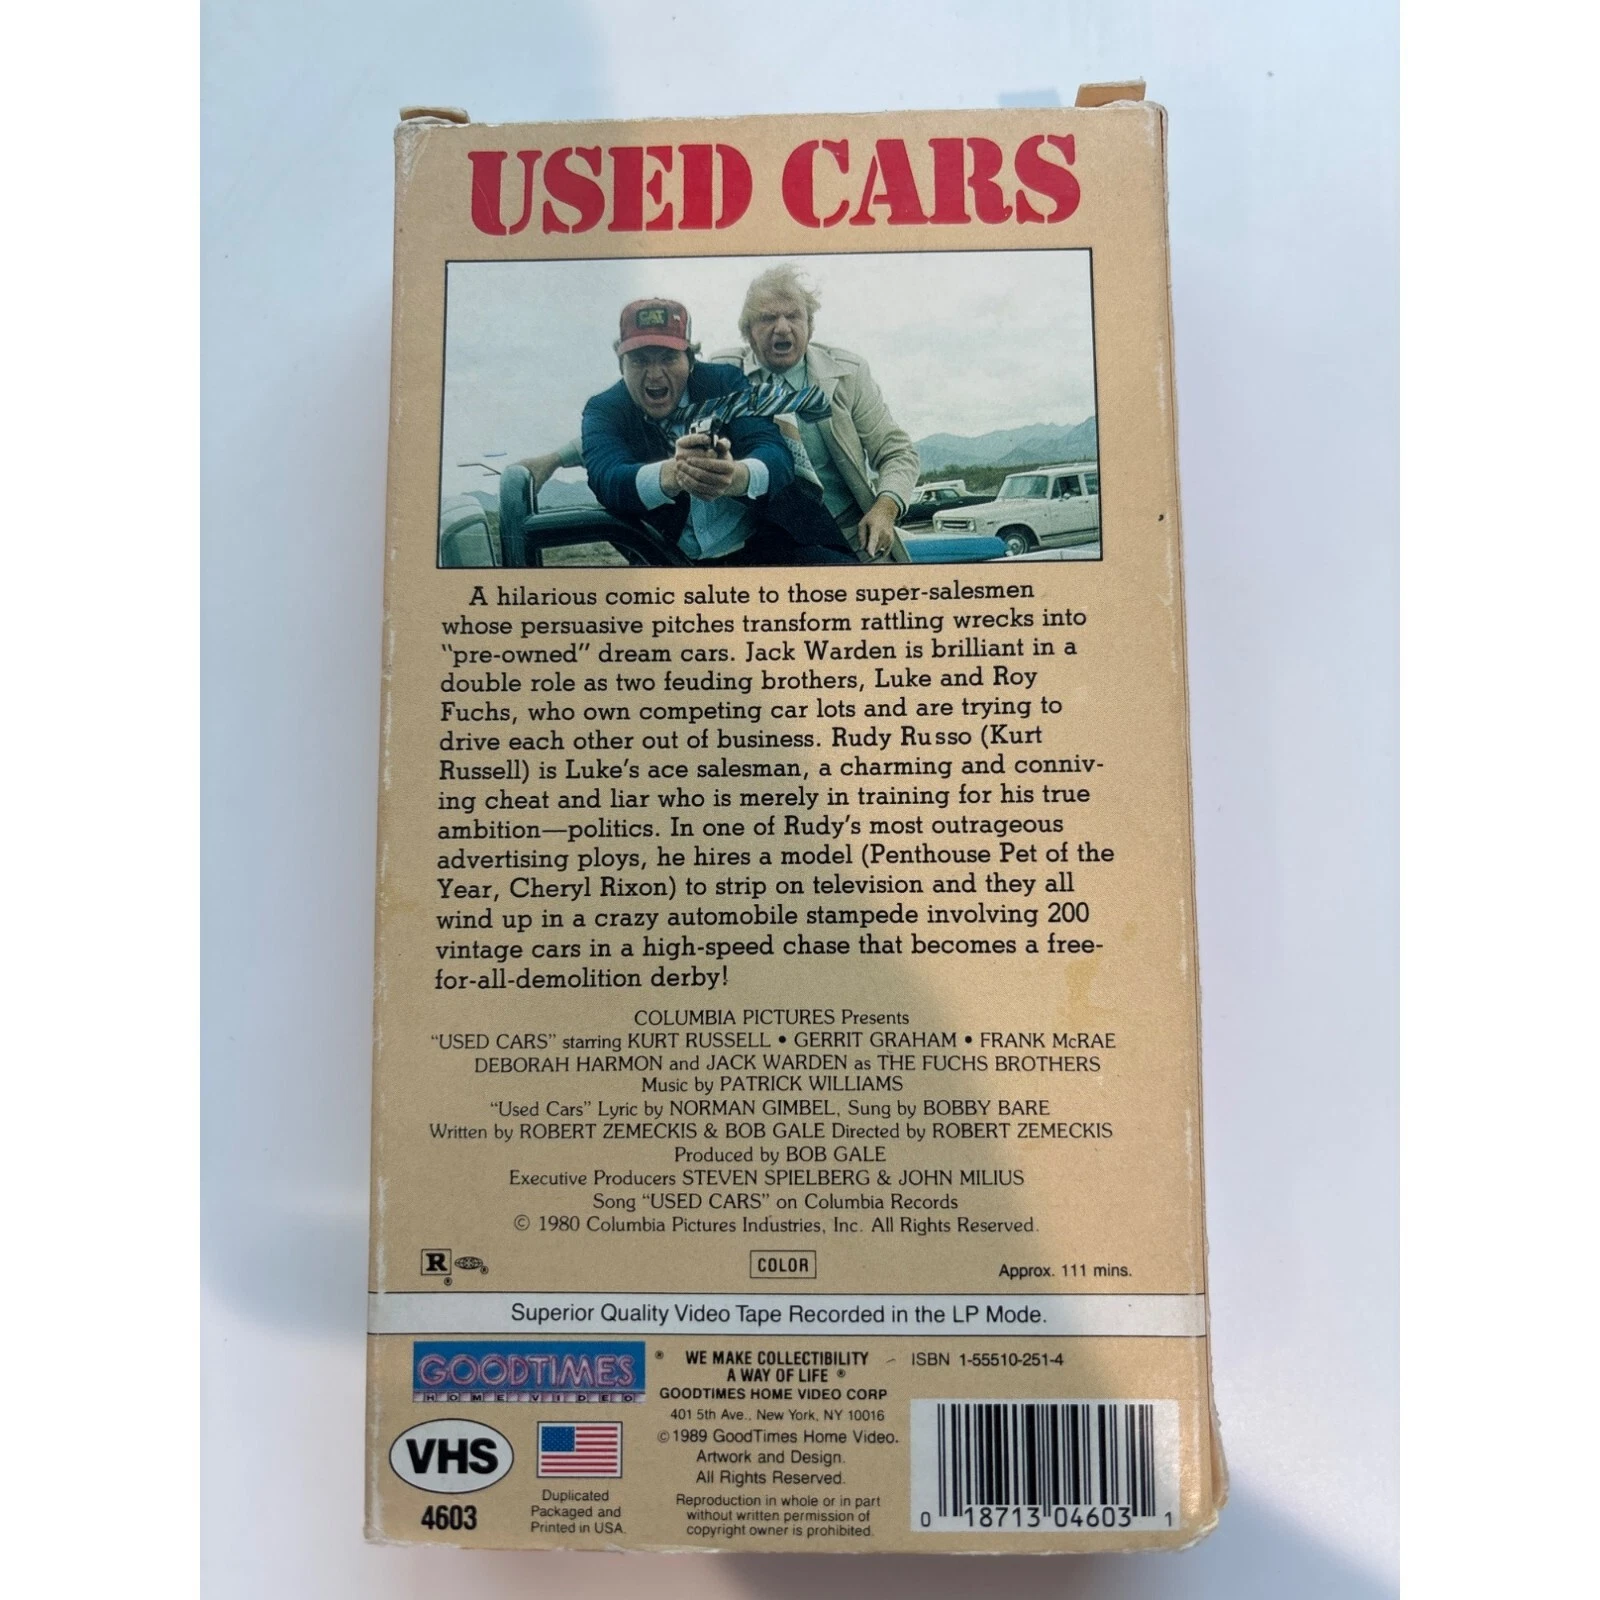 USED CARS
CAT
A hilarious comic salute to those super-salesmen
whose persuasive pitches transform rattling wrecks into
"pre-owned" dream cars. Jack Warden is brilliant in a
double role as two feuding brothers, Luke and Roy
Fuchs, who own competing car lots and are trying to
drive each other out of business. Rudy Russo (Kurt
Russell) is Luke's ace salesman, a charming and conniv-
ing cheat and liar who is merely in training for his true
ambition—politics. In one of Rudy's most outrageous
advertising ploys, he hires a model (Penthouse Pet of the
Year, Cheryl Rixon) to strip on television and they all
wind up in a crazy automobile stampede involving 200
vintage cars in a high-speed chase that becomes a free-
for-all-demolition derby!
COLUMBIA PICTURES Presents
"USED CARS" starring KURT RUSSELL • GERRIT GRAHAM • FRANK McRAE
DEBORAH HARMON and JACK WARDEN as THE FUCHS BROTHERS
Music by PATRICK WILLIAMS
"Used Cars" Lyric by NORMAN GIMBEL, Sung by BOBBY BARE
Written by ROBERT ZEMECKIS & BOB GALE Directed by ROBERT ZEMECKIS
Produced by BOB GALE
Executive Producers STEVEN SPIELBERG & JOHN MILIUS
Song "USED CARS" on Columbia Records
© 1980 Columbia Pictures Industries, Inc. All Rights Reserved.
R ®
®
COLOR
Approx. 111 mins.
Superior Quality Video Tape Recorded in the LP Mode.
GOODTIMES ®
HOME VIDEO
WE MAKE COLLECTIBILITY
A WAY OF LIFE ®
GOODTIMES HOME VIDEO CORP
401 5th Ave., New York, NY 10016
© 1989 GoodTimes Home Video.
Artwork and Design.
All Rights Reserved.
Reproduction in whole or in part
without written permission of
copyright owner is prohibited.
ISBN 1-55510-251-4
VHS
4603
Duplicated
Packaged and
Printed in USA.
0 18713 04603 1